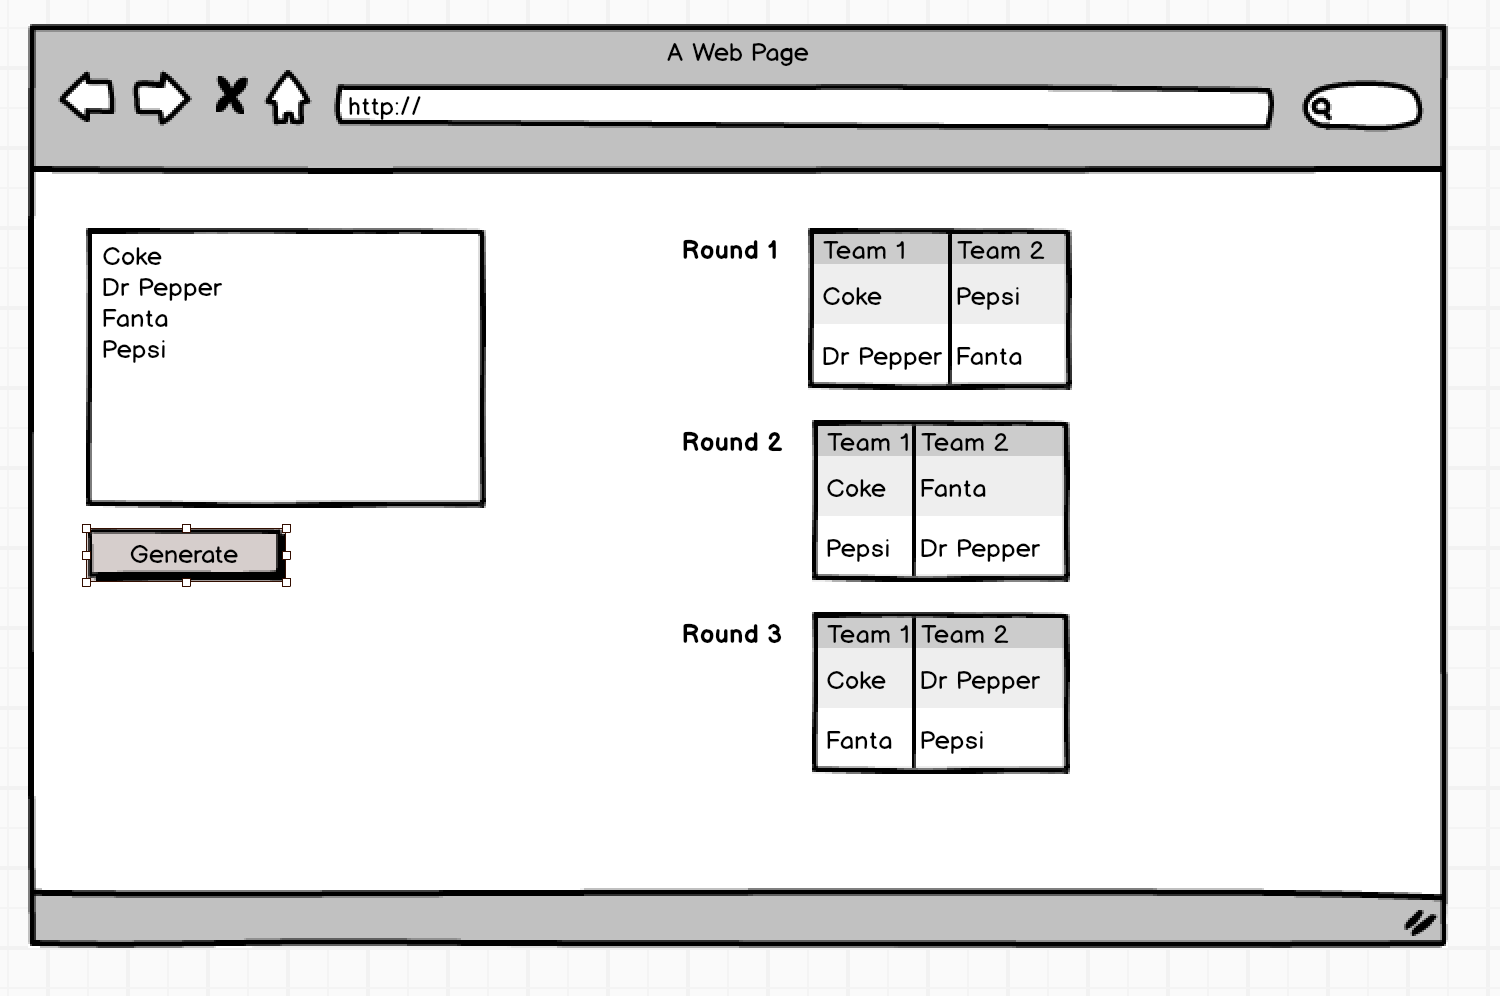 A Web Page
http://
Coke
Dr Pepper
Fanta
Pepsi
Generate
Round 1
Team 1 Team 2
Coke Pepsi
Dr Pepper Fanta
Round 2
Team 1 Team 2
Coke Fanta
Pepsi Dr Pepper
Round 3
Team 1 Team 2
Coke Dr Pepper
Fanta Pepsi